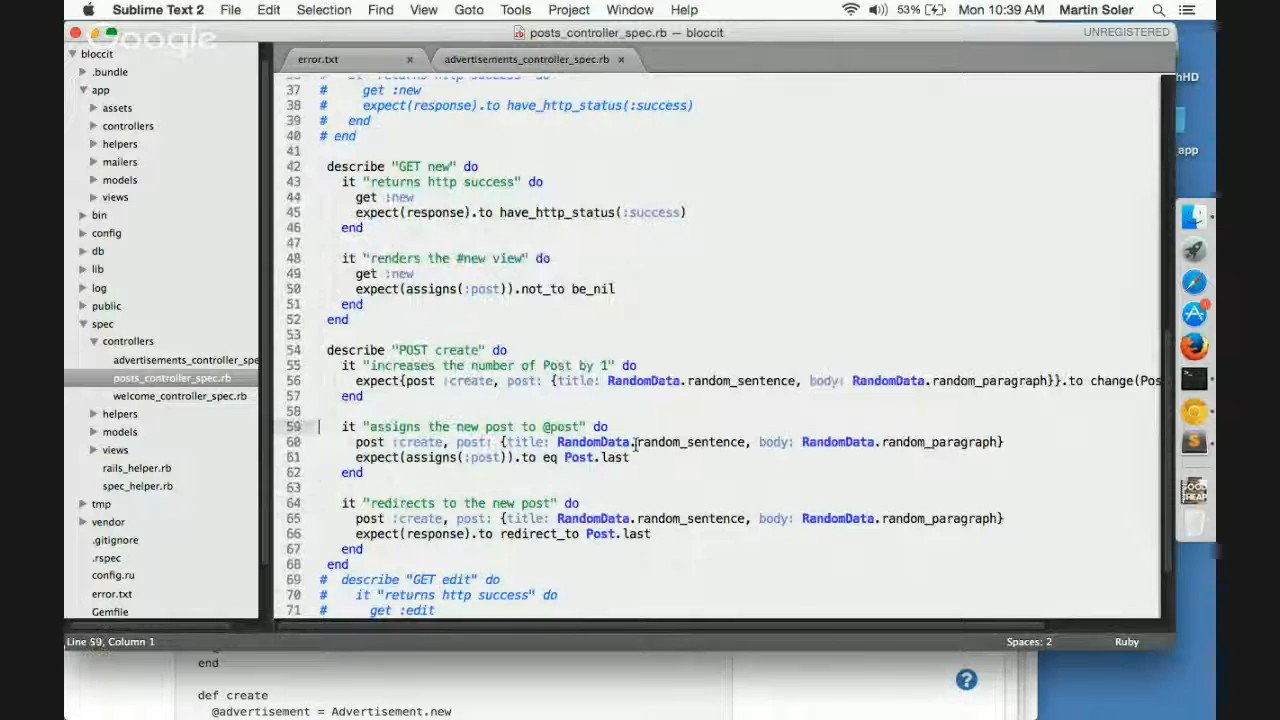 Sublime Text 2 File Edit Selection Find View Goto Tools Project Window Help 53% Mon 10:39 AM Martin Soler
Google
posts_controller_spec.rb — bloccit UNREGISTERED
bloccit
.bundle
app
assets
controllers
helpers
mailers
models
views
bin
config
db
lib
log
public
spec
controllers
advertisements_controller_spe
posts_controller_spec.rb
welcome_controller_spec.rb
helpers
models
views
rails_helper.rb
spec_helper.rb
tmp
vendor
.gitignore
.rspec
config.ru
error.txt
Gemfile
error.txt × advertisements_controller_spec.rb ×
# it "returns http success" do
37 # get :new
38 # expect(response).to have_http_status(:success)
39 # end
40 # end
41
42 describe "GET new" do
43 it "returns http success" do
44 get :new
45 expect(response).to have_http_status(:success)
46 end
47
48 it "renders the #new view" do
49 get :new
50 expect(assigns(:post)).not_to be_nil
51 end
52 end
53
54 describe "POST create" do
55 it "increases the number of Post by 1" do
56 expect{post :create, post: {title: RandomData.random_sentence, body: RandomData.random_paragraph}}.to change(Pos
57 end
58
59 it "assigns the new post to @post" do
60 post :create, post: {title: RandomData.random_sentence, body: RandomData.random_paragraph}
61 expect(assigns(:post)).to eq Post.last
62 end
63
64 it "redirects to the new post" do
65 post :create, post: {title: RandomData.random_sentence, body: RandomData.random_paragraph}
66 expect(response).to redirect_to Post.last
67 end
68 end
69 # describe "GET edit" do
70 # it "returns http success" do
71 # get :edit
Line 59, Column 1 Spaces: 2 Ruby
end
def create
@advertisement = Advertisement.new
?
hHD
_app
GOOD
CHEAP